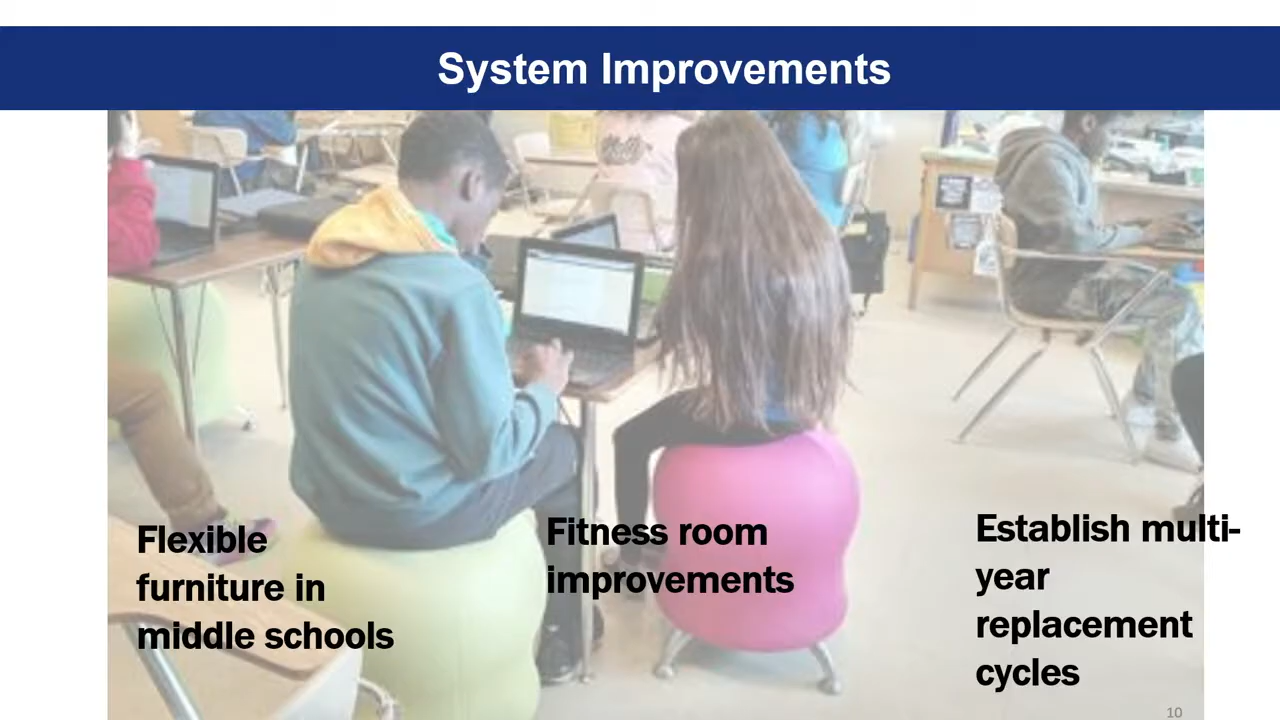 System Improvements
Flexible
furniture in
middle schools
Fitness room
improvements
Establish multi-
year
replacement
cycles
10